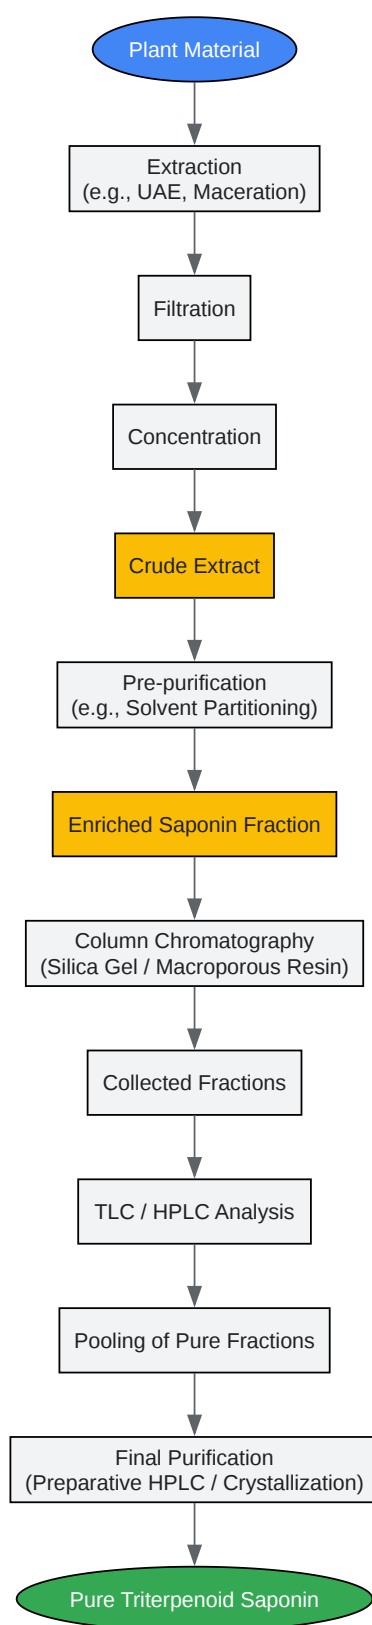 Plant Material
Extraction
(e.g., UAE, Maceration)
Filtration
Concentration
Crude Extract
Pre-purification
(e.g., Solvent Partitioning)
Enriched Saponin Fraction
Column Chromatography
(Silica Gel / Macroporous Resin)
Collected Fractions
TLC / HPLC Analysis
Pooling of Pure Fractions
Final Purification
(Preparative HPLC / Crystallization)
Pure Triterpenoid Saponin